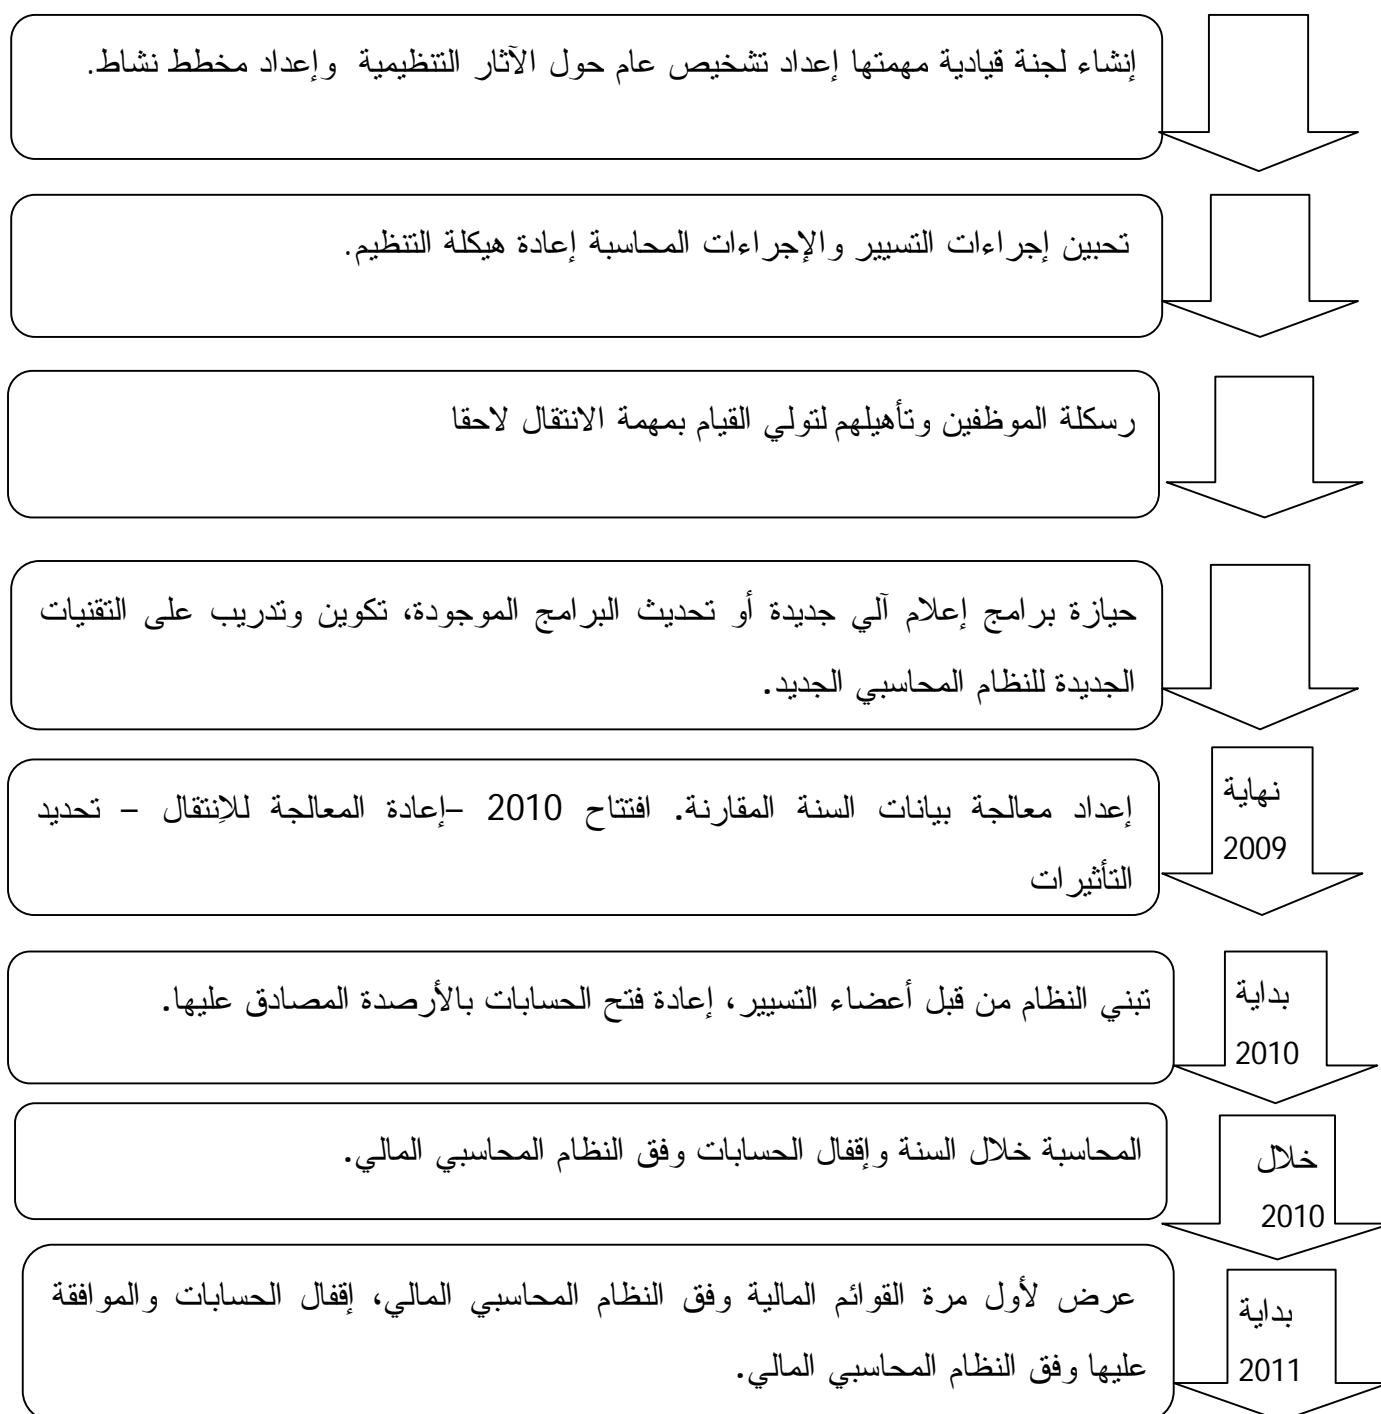 إنشاء لجنة قيادية مهمتها إعداد تشخيص عام حول الآثار التنظيمية وإعداد مخطط نشاط.
تحيين إجراءات التسيير والإجراءات المحاسبة إعادة هيكلة التنظيم.
رسكلة الموظفين وتأهيلهم لتولي القيام بمهمة الانتقال لاحقا
حيازة برامج إعلام آلي جديدة أو تحديث البرامج الموجودة، تكوين وتدريب على التقنيات
الجديدة للنظام المحاسبي الجديد.
نهاية
2009
إعداد معالجة بيانات السنة المقارنة. افتتاح 2010 –إعادة المعالجة للاِنتقال – تحديد
التأثيرات
بداية
2010
تبني النظام من قبل أعضاء التسيير، إعادة فتح الحسابات بالأرصدة المصادق عليها.
خلال
2010
المحاسبة خلال السنة وإقفال الحسابات وفق النظام المحاسبي المالي.
بداية
2011
عرض لأول مرة القوائم المالية وفق النظام المحاسبي المالي، إقفال الحسابات والموافقة
عليها وفق النظام المحاسبي المالي.